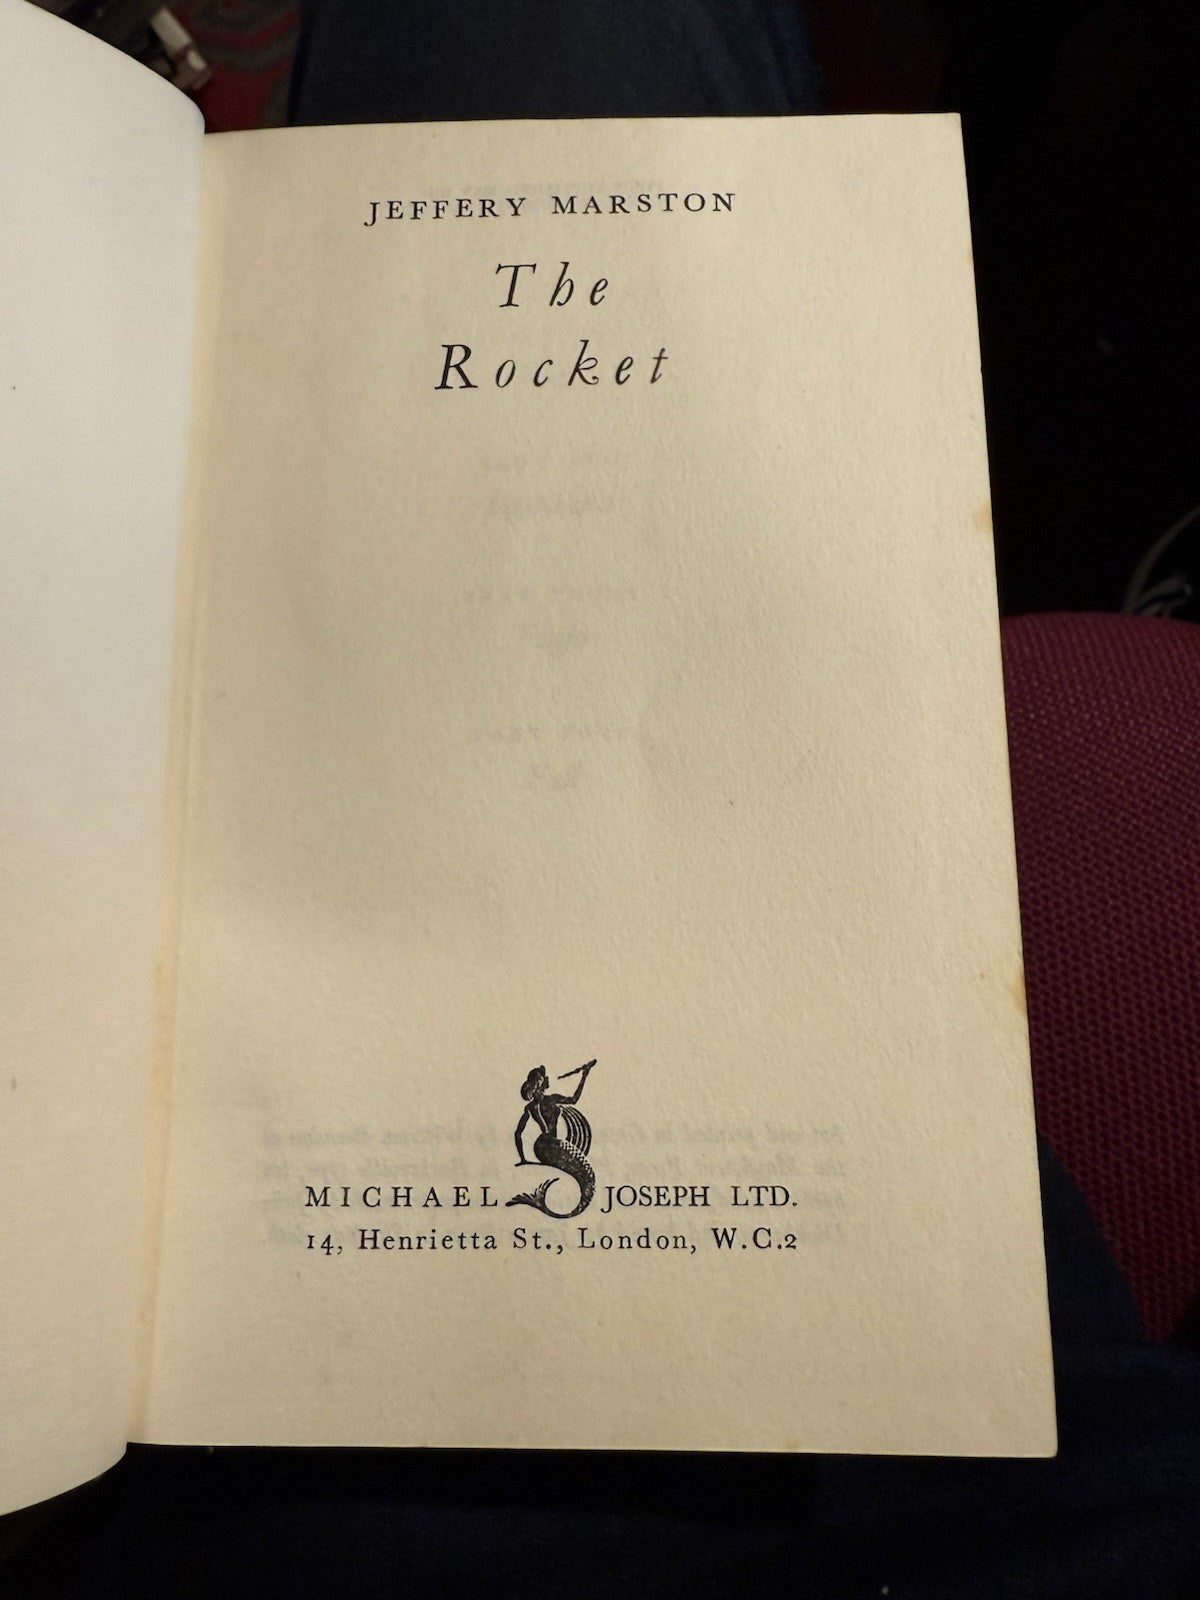 JEFFERY MARSTON
The
Rocket
MICHAEL JOSEPH LTD.
14, Henrietta St., London, W.C.2